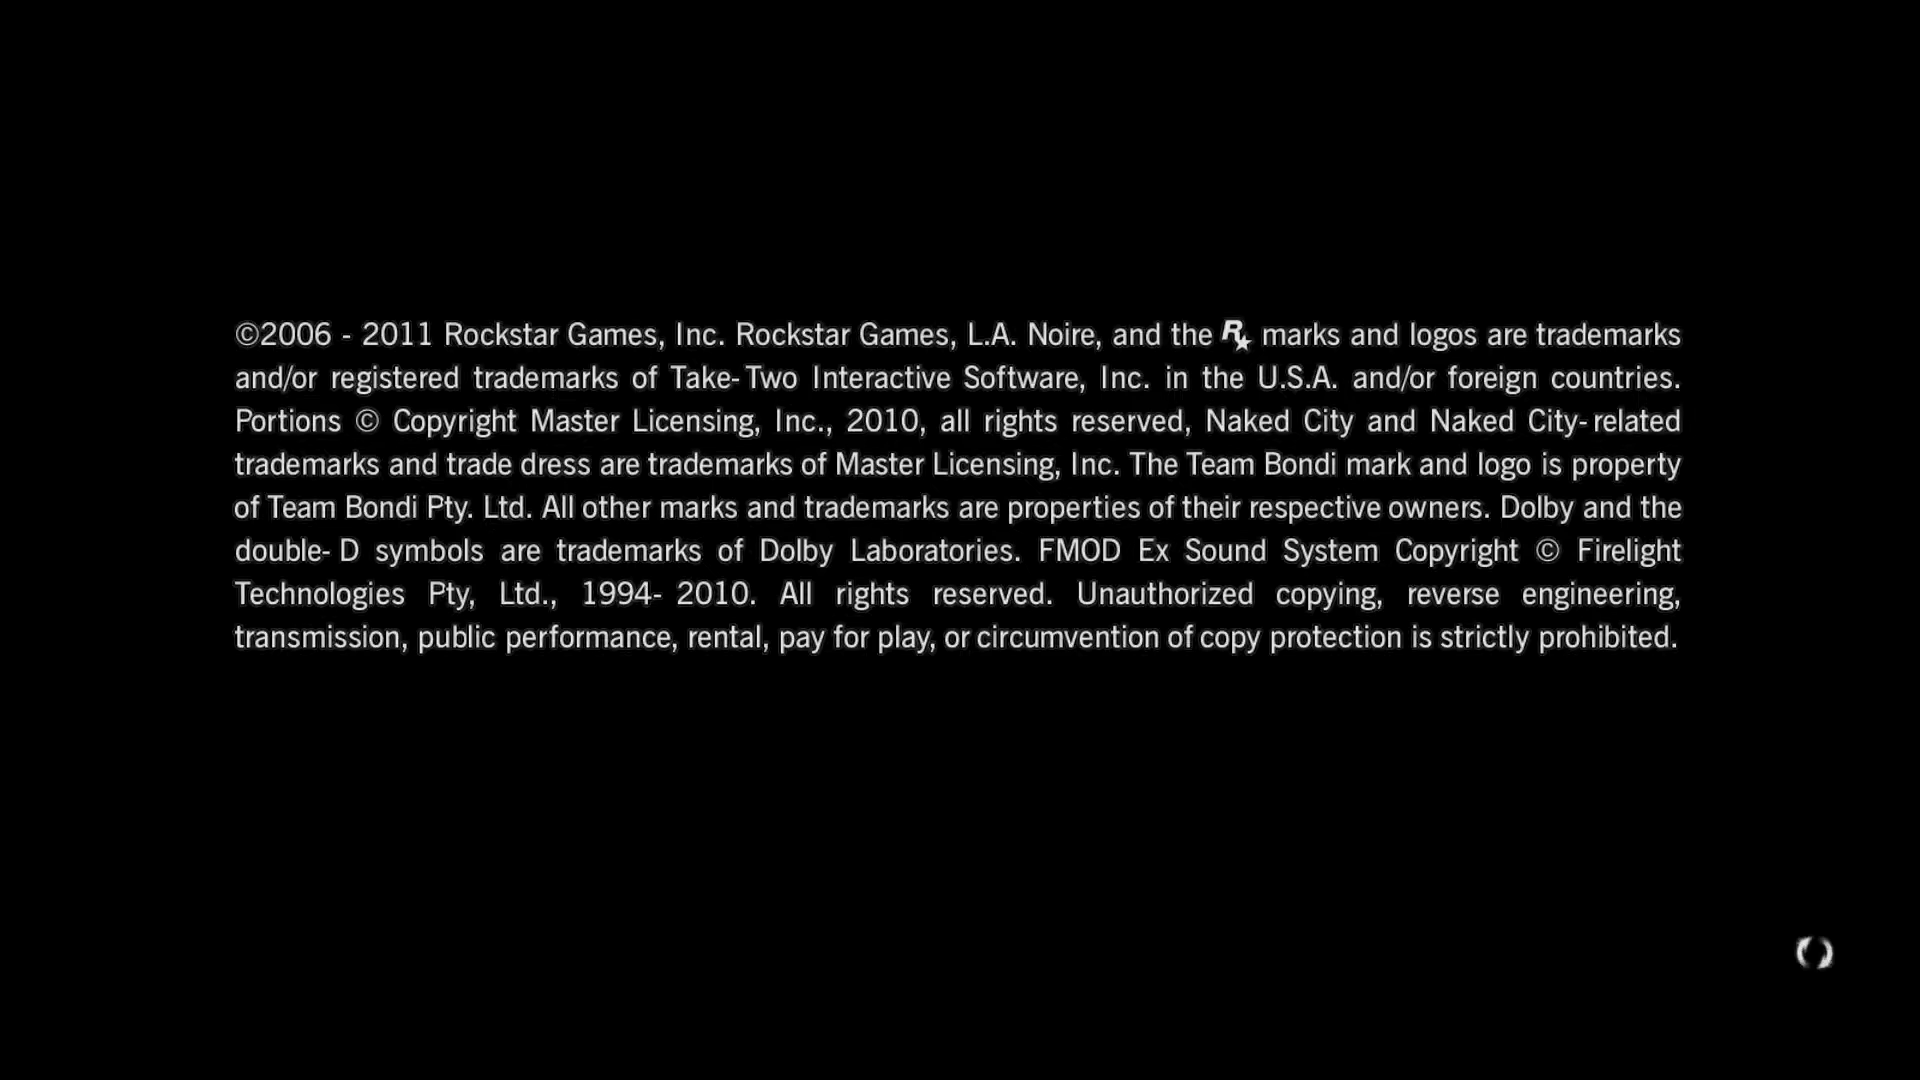 ©2006 - 2011 Rockstar Games, Inc. Rockstar Games, L.A. Noire, and the R★ marks and logos are trademarks
and/or registered trademarks of Take-Two Interactive Software, Inc. in the U.S.A. and/or foreign countries.
Portions © Copyright Master Licensing, Inc., 2010, all rights reserved, Naked City and Naked City-related
trademarks and trade dress are trademarks of Master Licensing, Inc. The Team Bondi mark and logo is property
of Team Bondi Pty. Ltd. All other marks and trademarks are properties of their respective owners. Dolby and the
double- D symbols are trademarks of Dolby Laboratories. FMOD Ex Sound System Copyright © Firelight
Technologies Pty, Ltd., 1994- 2010. All rights reserved. Unauthorized copying, reverse engineering,
transmission, public performance, rental, pay for play, or circumvention of copy protection is strictly prohibited.